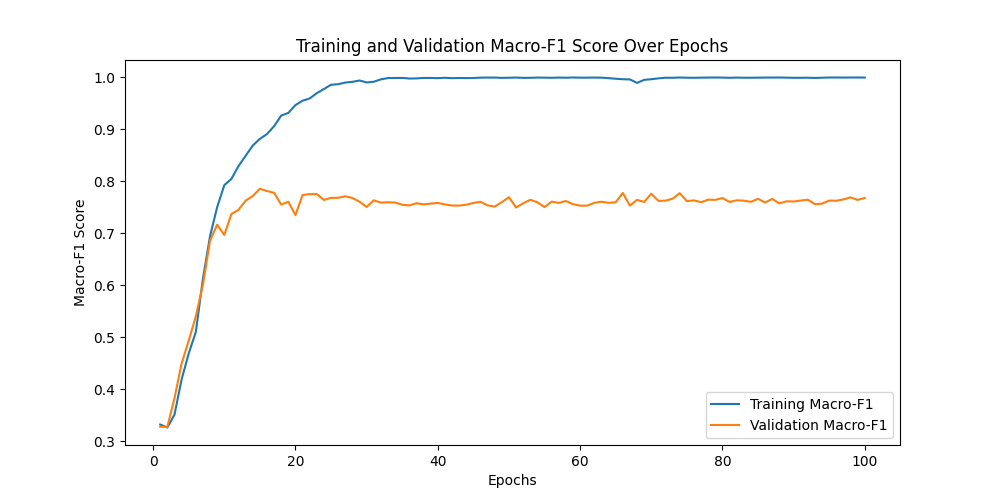 Training and Validation Macro-F1 Score Over Epochs
Macro-F1 Score
1.0
0.9
0.8
0.7
0.6
0.5
0.4
0.3
0 20 40 60 80 100
Epochs
Training Macro-F1
Validation Macro-F1